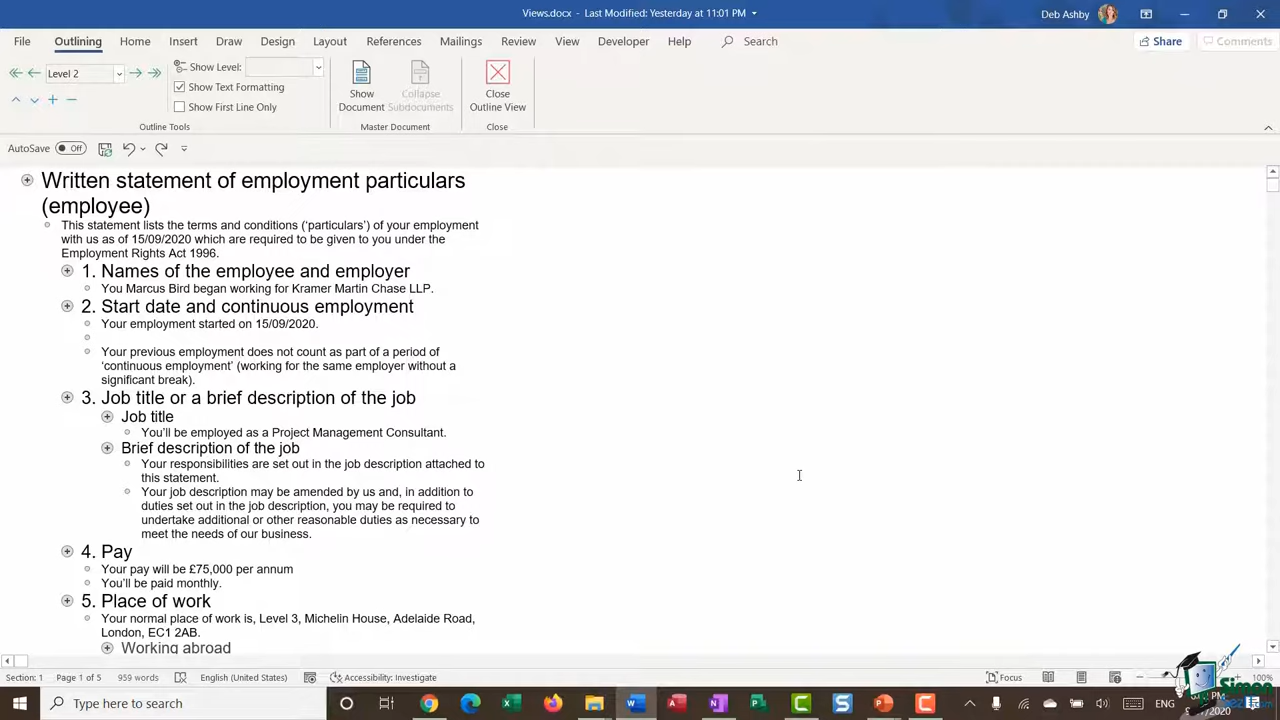 Views.docx - Last Modified: Yesterday at 11:01 PM
Deb Ashby
File Outlining Home Insert Draw Design Layout References Mailings Review View Developer Help Search Share Comments
Level 2
Show Level:
Show Text Formatting
Show First Line Only
Outline Tools
Show Document
Collapse Subdocuments
Master Document
Close Outline View
Close
AutoSave Off
Written statement of employment particulars
(employee)
This statement lists the terms and conditions (‘particulars’) of your employment
with us as of 15/09/2020 which are required to be given to you under the
Employment Rights Act 1996.
1. Names of the employee and employer
You Marcus Bird began working for Kramer Martin Chase LLP.
2. Start date and continuous employment
Your employment started on 15/09/2020.
Your previous employment does not count as part of a period of
‘continuous employment’ (working for the same employer without a
significant break).
3. Job title or a brief description of the job
Job title
You’ll be employed as a Project Management Consultant.
Brief description of the job
Your responsibilities are set out in the job description attached to
this statement.
Your job description may be amended by us and, in addition to
duties set out in the job description, you may be required to
undertake additional or other reasonable duties as necessary to
meet the needs of our business.
4. Pay
Your pay will be £75,000 per annum
You’ll be paid monthly.
5. Place of work
Your normal place of work is, Level 3, Michelin House, Adelaide Road,
London, EC1 2AB.
Working abroad
Section: 1 Page 1 of 5 959 words English (United States) Accessibility: Investigate Focus 100%
Type here to search